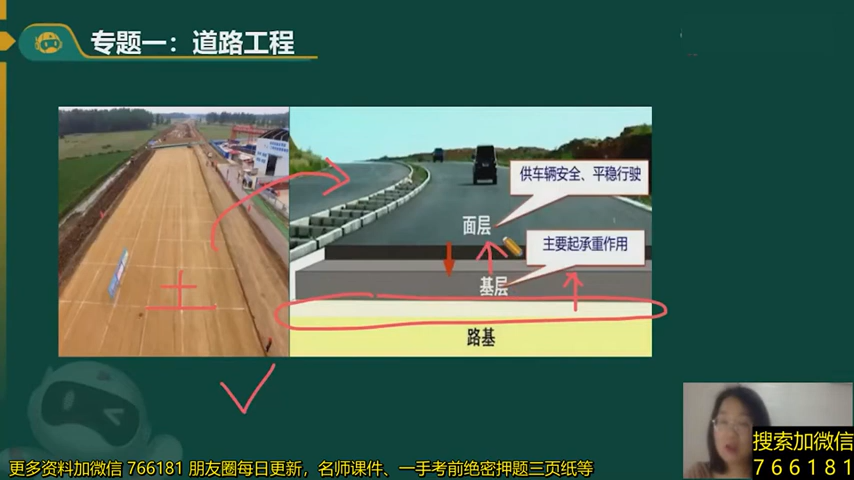 专题一：道路工程
供车辆安全、平稳行驶
面层
主要起承重作用
基层
土
路基
搜索加微信
766181
更多资料加微信 766181 朋友圈每日更新，名师课件、一手考前绝密押题三页纸等